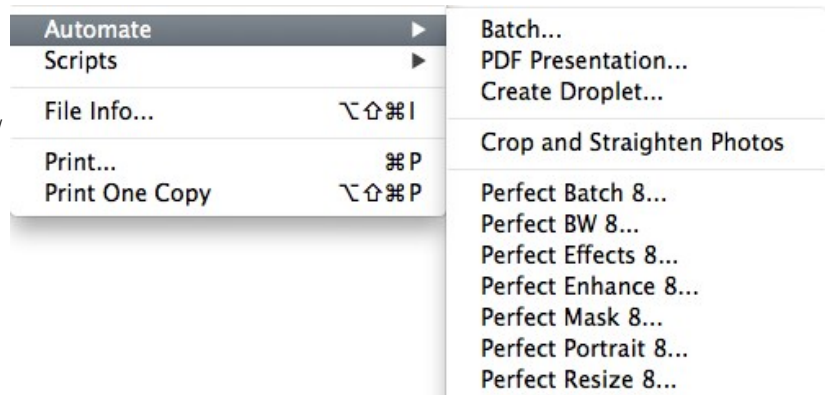 Automate ▶
Scripts ▶
File Info... ⌥⇧⌘I
Print... ⌘P
Print One Copy ⌥⇧⌘P
Batch...
PDF Presentation...
Create Droplet...
Crop and Straighten Photos
Perfect Batch 8...
Perfect BW 8...
Perfect Effects 8...
Perfect Enhance 8...
Perfect Mask 8...
Perfect Portrait 8...
Perfect Resize 8...